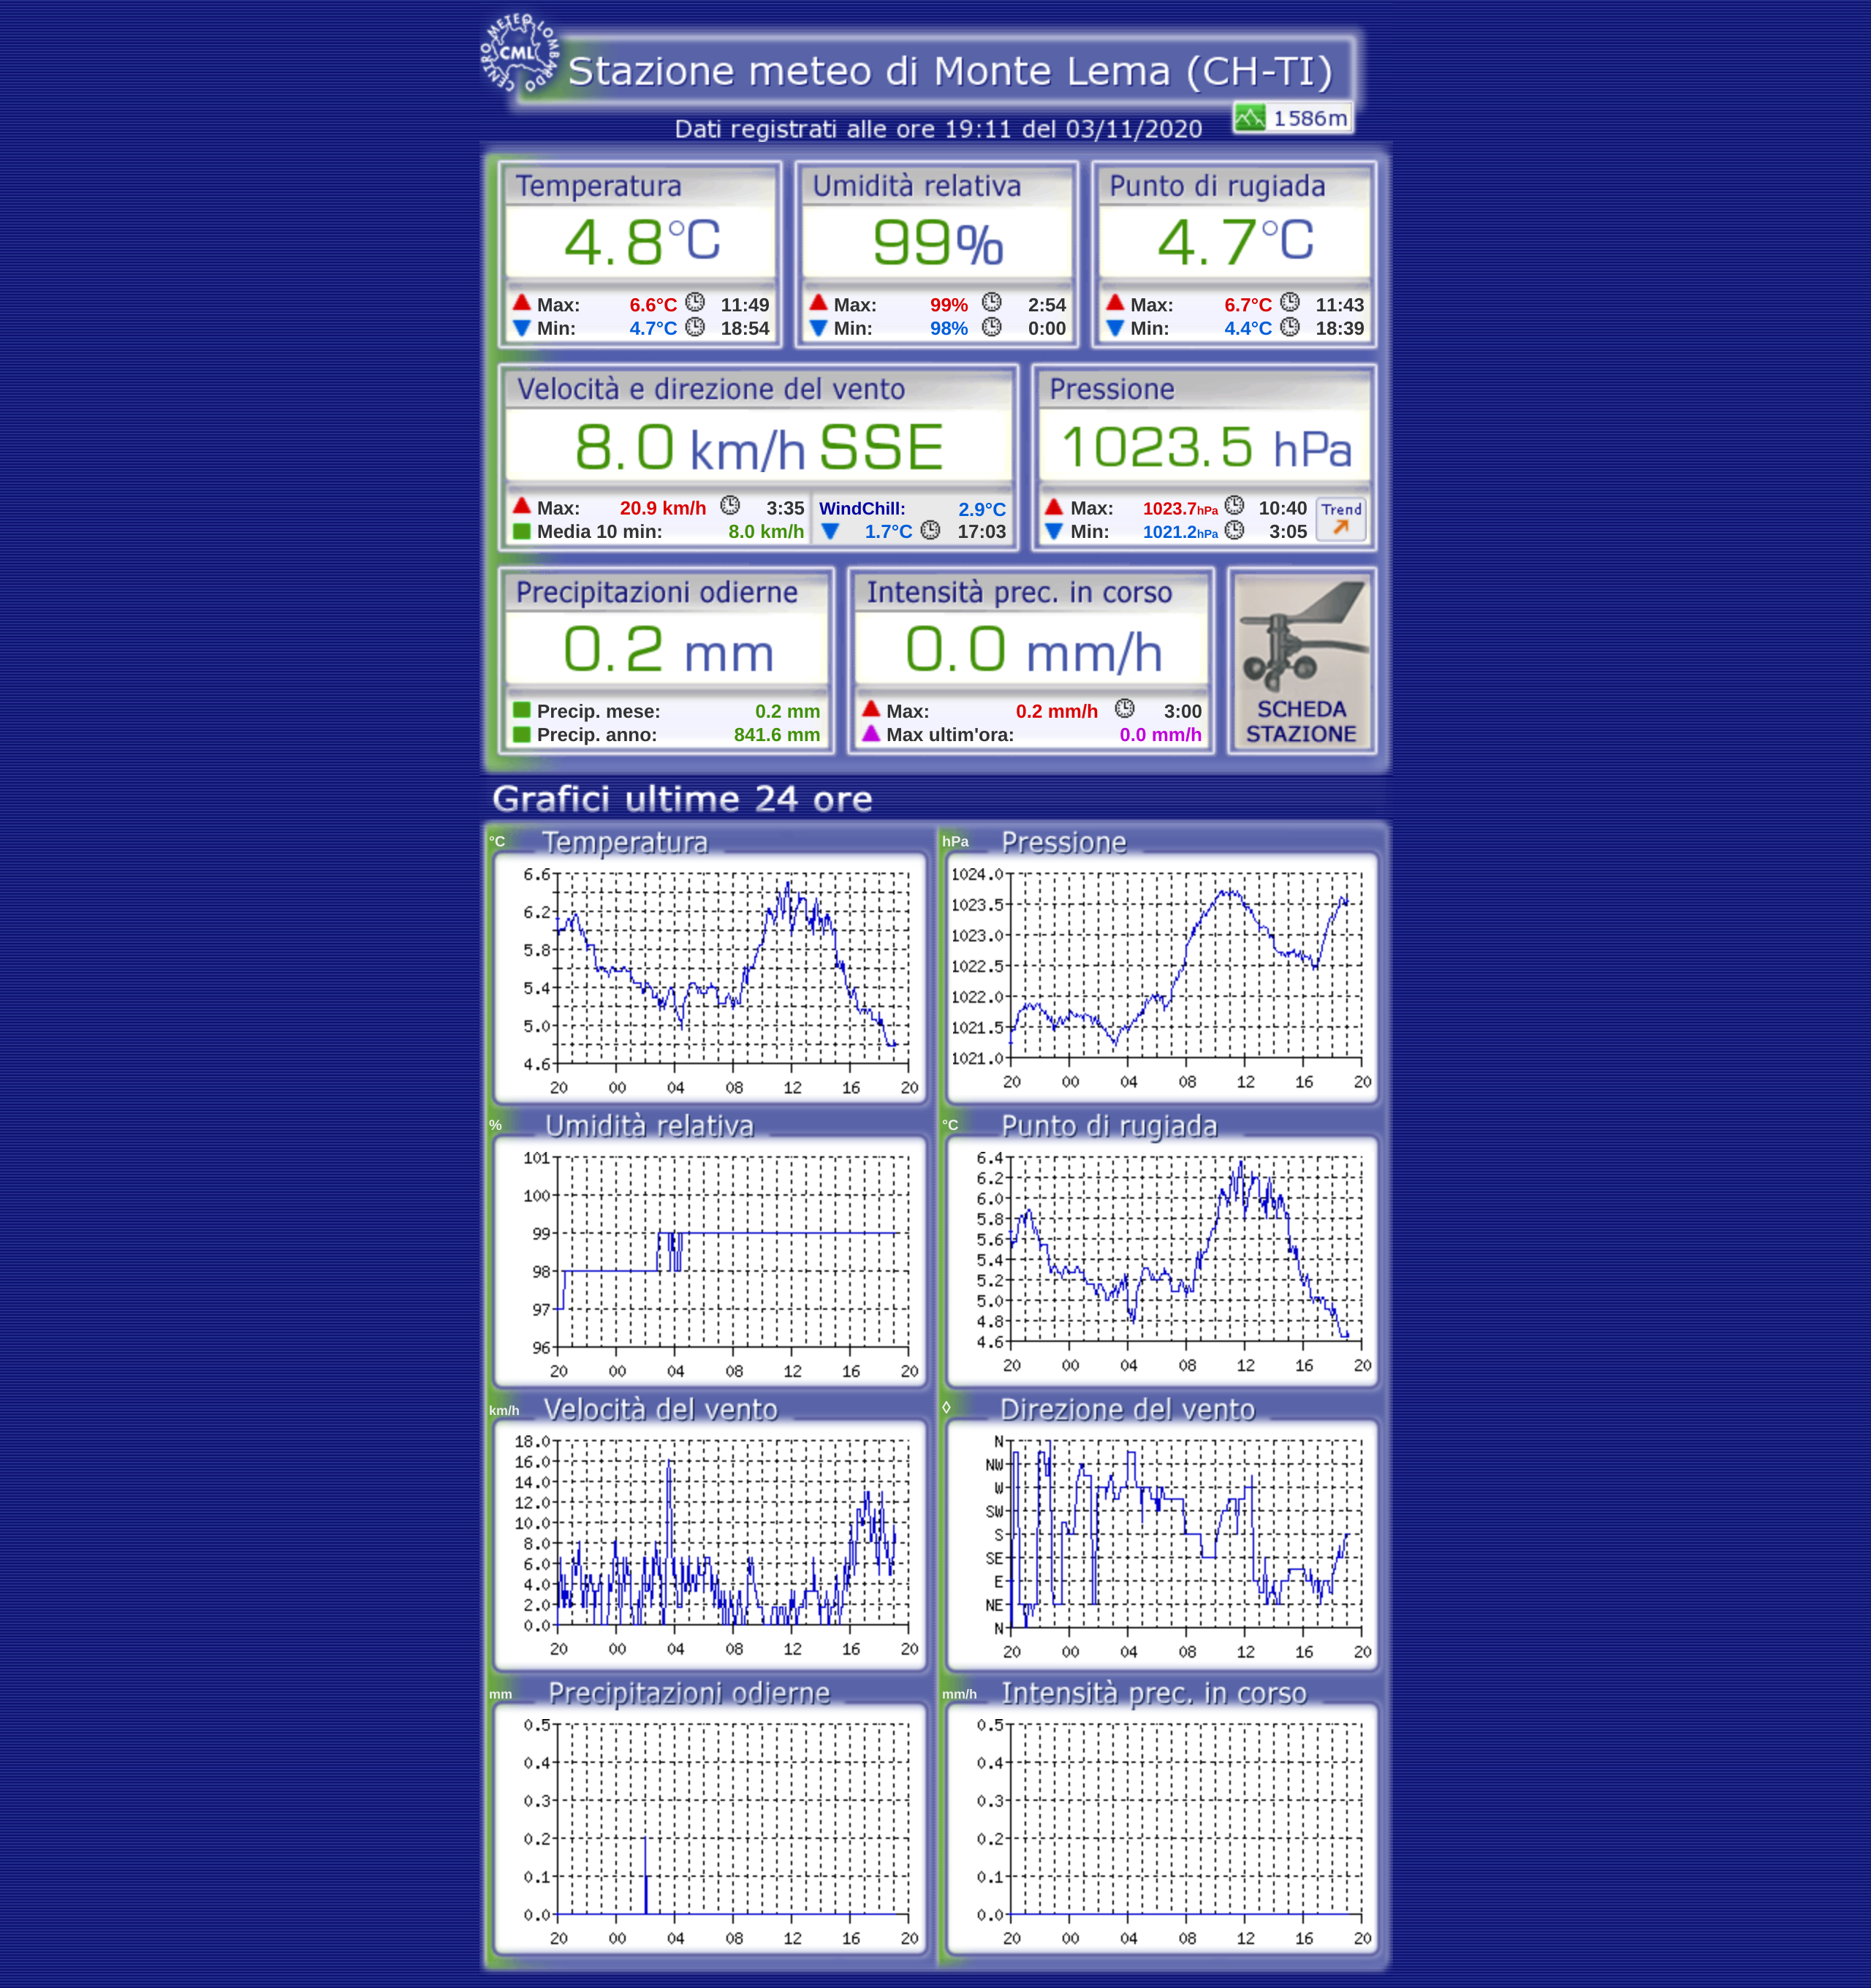 CENTRO METEO LOMBARDO
CML
Stazione meteo di Monte Lema (CH-TI)
1586m
Dati registrati alle ore 19:11 del 03/11/2020
Temperatura
4.8°C
Max: 6.6°C 11:49
Min: 4.7°C 18:54
Umidità relativa
99%
Max: 99% 2:54
Min: 98% 0:00
Punto di rugiada
4.7°C
Max: 6.7°C 11:43
Min: 4.4°C 18:39
Velocità e direzione del vento
8.0 km/h SSE
Max: 20.9 km/h 3:35
Media 10 min: 8.0 km/h
WindChill: 2.9°C
1.7°C 17:03
Pressione
1023.5 hPa
Max: 1023.7hPa 10:40
Min: 1021.2hPa 3:05
Trend
Precipitazioni odierne
0.2 mm
Precip. mese: 0.2 mm
Precip. anno: 841.6 mm
Intensità prec. in corso
0.0 mm/h
Max: 0.2 mm/h 3:00
Max ultim'ora: 0.0 mm/h
SCHEDA
STAZIONE
Grafici ultime 24 ore
°C Temperatura
6.6
6.2
5.8
5.4
5.0
4.6
20 00 04 08 12 16 20
hPa Pressione
1024.0
1023.5
1023.0
1022.5
1022.0
1021.5
1021.0
20 00 04 08 12 16 20
% Umidità relativa
101
100
99
98
97
96
20 00 04 08 12 16 20
°C Punto di rugiada
6.4
6.2
6.0
5.8
5.6
5.4
5.2
5.0
4.8
4.6
20 00 04 08 12 16 20
km/h Velocità del vento
18.0
16.0
14.0
12.0
10.0
8.0
6.0
4.0
2.0
0.0
20 00 04 08 12 16 20
◊ Direzione del vento
N
NW
W
SW
S
SE
E
NE
N
20 00 04 08 12 16 20
mm Precipitazioni odierne
0.5
0.4
0.3
0.2
0.1
0.0
20 00 04 08 12 16 20
mm/h Intensità prec. in corso
0.5
0.4
0.3
0.2
0.1
0.0
20 00 04 08 12 16 20